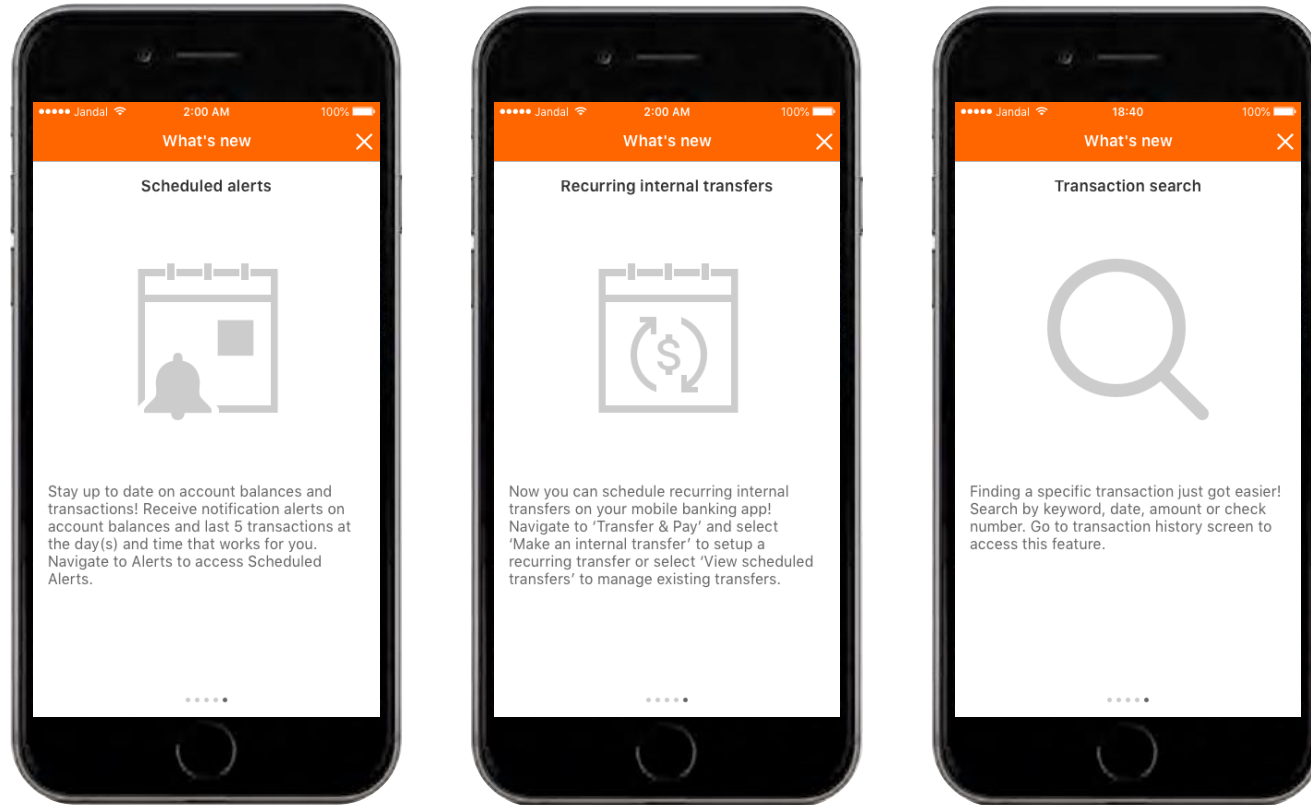 Jandal 2:00 AM 100%
What's new
Scheduled alerts
Stay up to date on account balances and
transactions! Receive notification alerts on
account balances and last 5 transactions at
the day(s) and time that works for you.
Navigate to Alerts to access Scheduled
Alerts.
Jandal 2:00 AM 100%
What's new
Recurring internal transfers
$
Now you can schedule recurring internal
transfers on your mobile banking app!
Navigate to ‘Transfer & Pay’ and select
‘Make an internal transfer’ to setup a
recurring transfer or select ‘View scheduled
transfers’ to manage existing transfers.
Jandal 18:40 100%
What's new
Transaction search
Finding a specific transaction just got easier!
Search by keyword, date, amount or check
number. Go to transaction history screen to
access this feature.